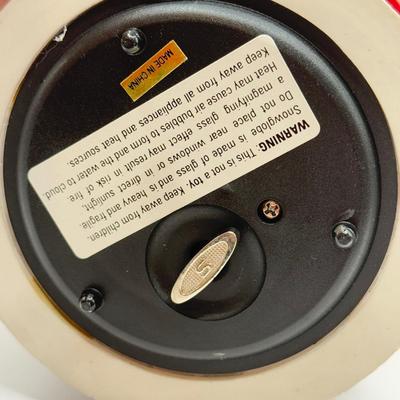 WARNING: This is not a toy. Keep away from children.
Snowglobe is made of glass and is heavy and fragile.
Do not place near windows or in direct sunlight,
a magnifying glass effect may result in risk of fire.
Heat may cause air bubbles to form and the water to cloud
Keep away from all appliances and heat sources.
MADE IN CHINA